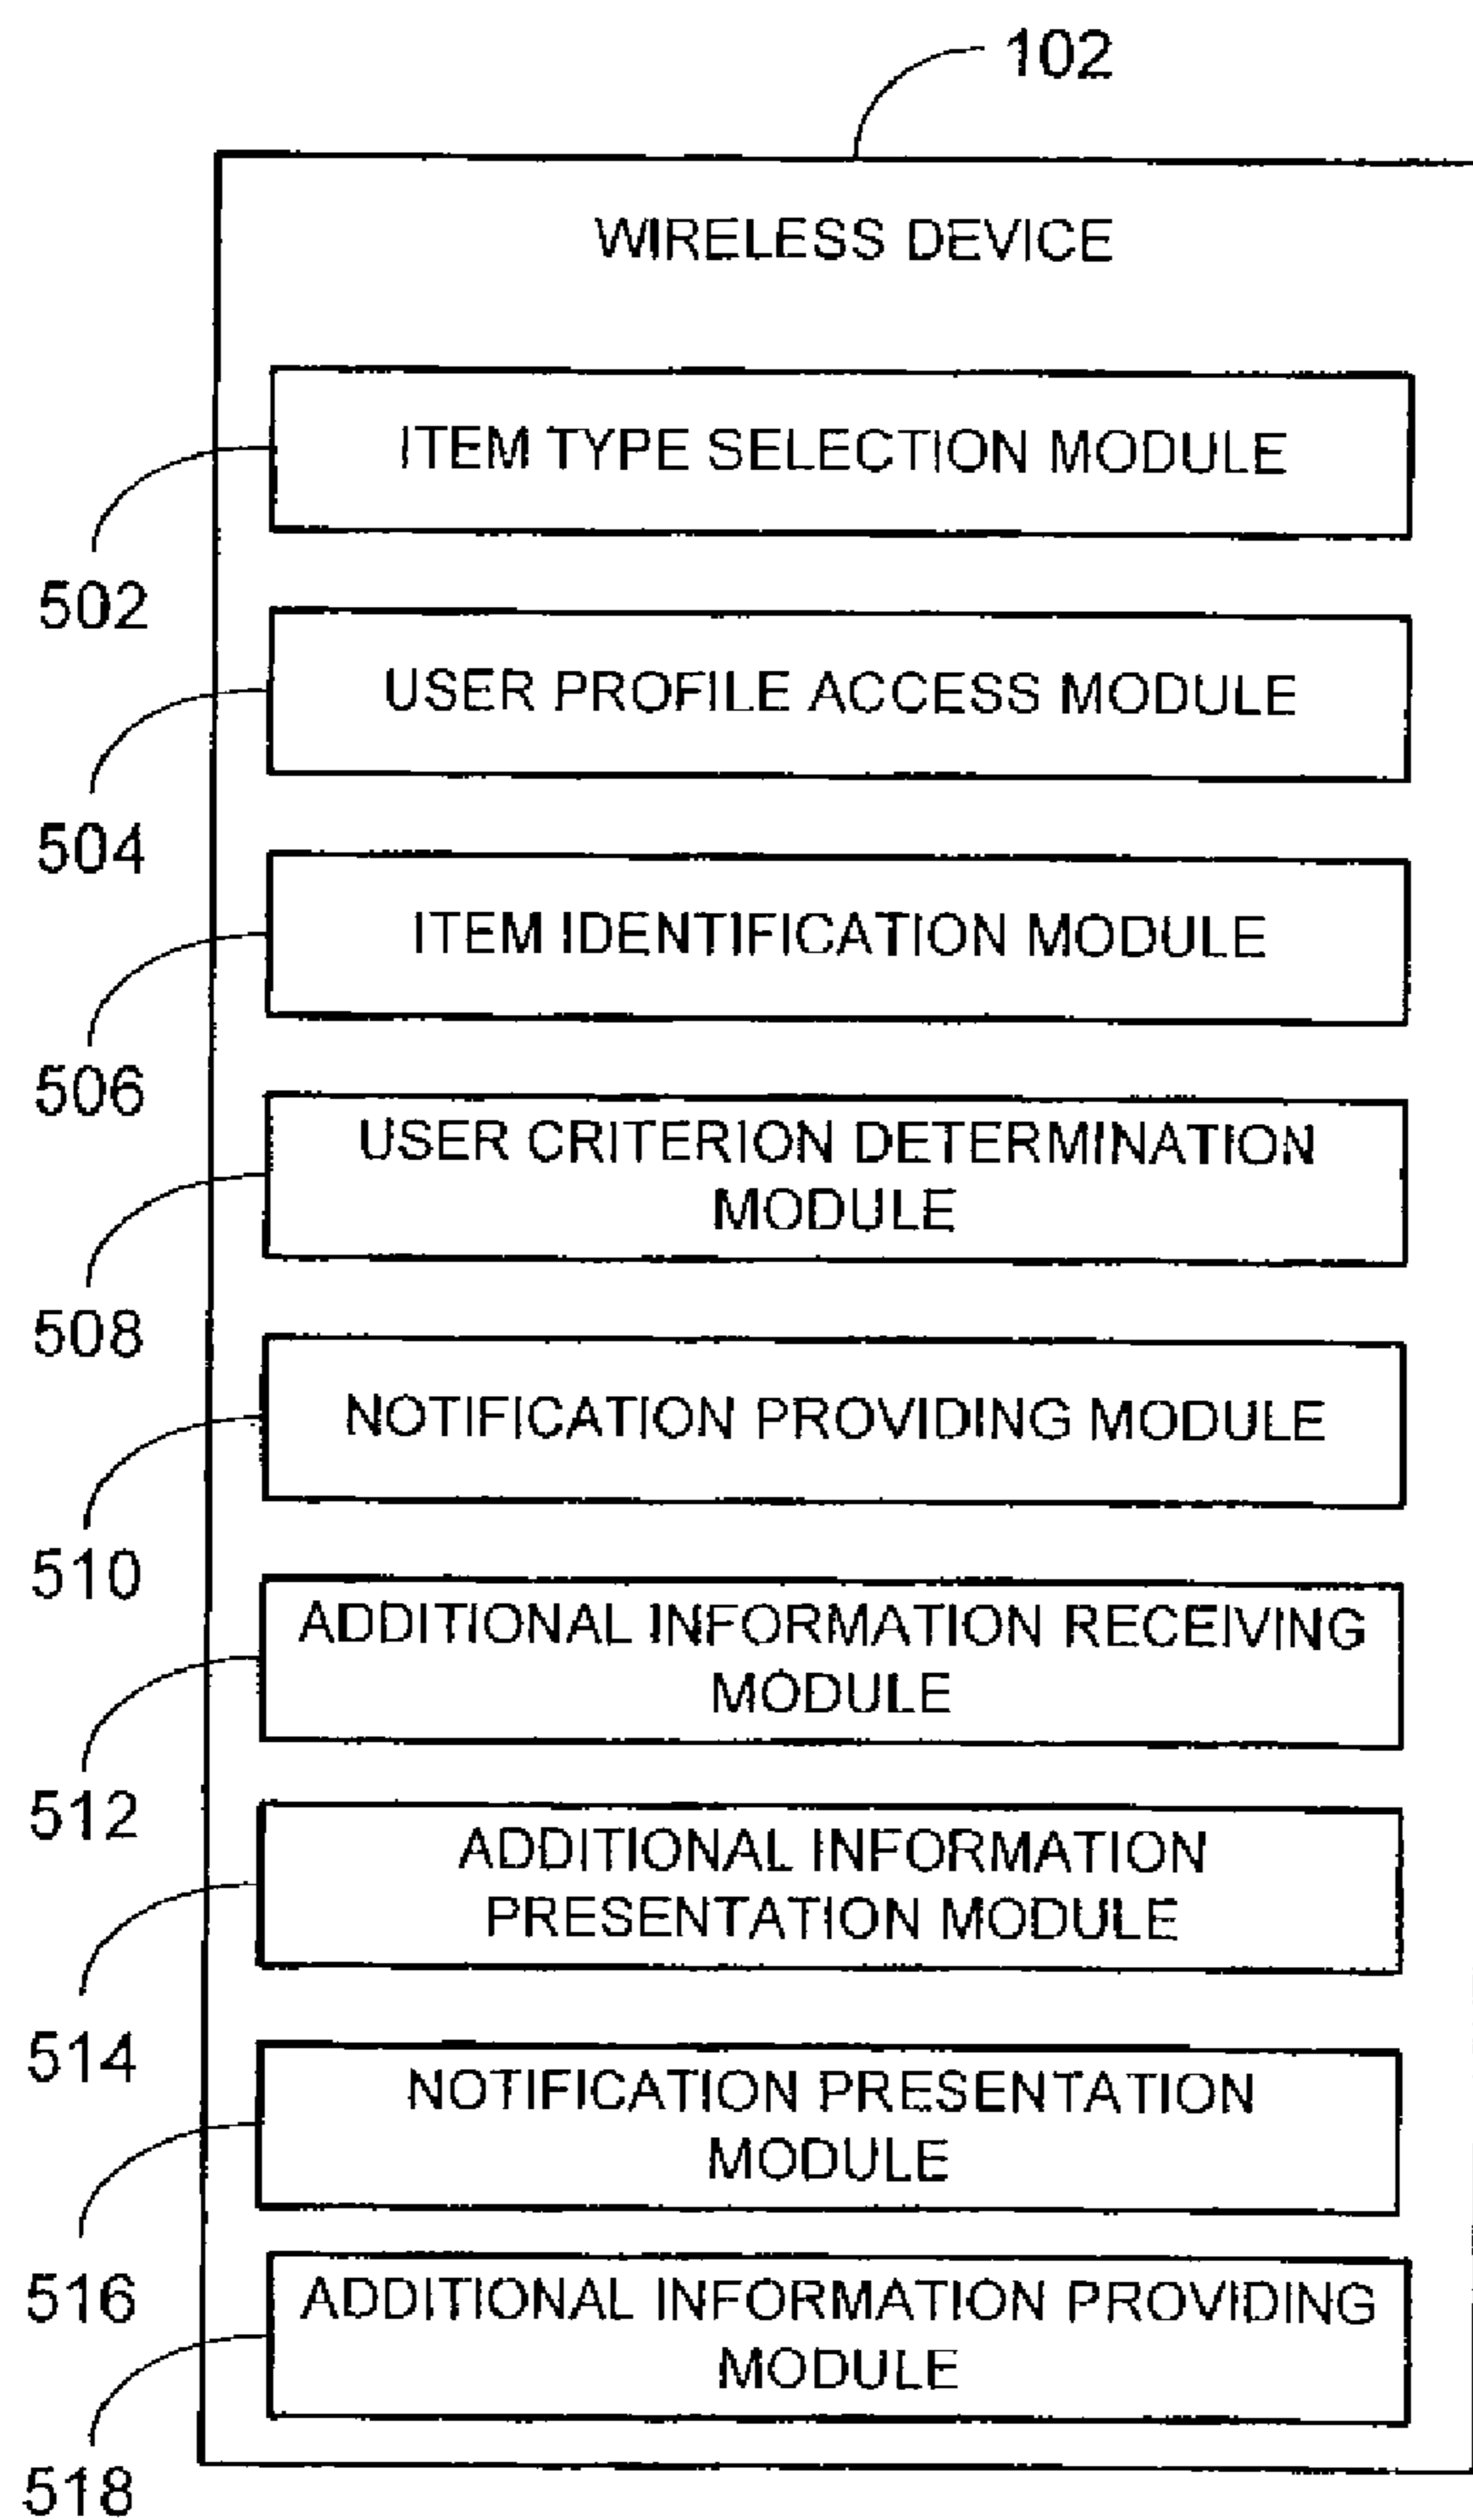 102
WIRELESS DEVICE
ITEM TYPE SELECTION MODULE
502
USER PROFILE ACCESS MODULE
504
ITEM IDENTIFICATION MODULE
506
USER CRITERION DETERMINATION
MODULE
508
NOTIFICATION PROVIDING MODULE
510
ADDITIONAL INFORMATION RECEIVING
MODULE
512
ADDITIONAL INFORMATION
PRESENTATION MODULE
514
NOTIFICATION PRESENTATION
MODULE
516
ADDITIONAL INFORMATION PROVIDING
MODULE
518